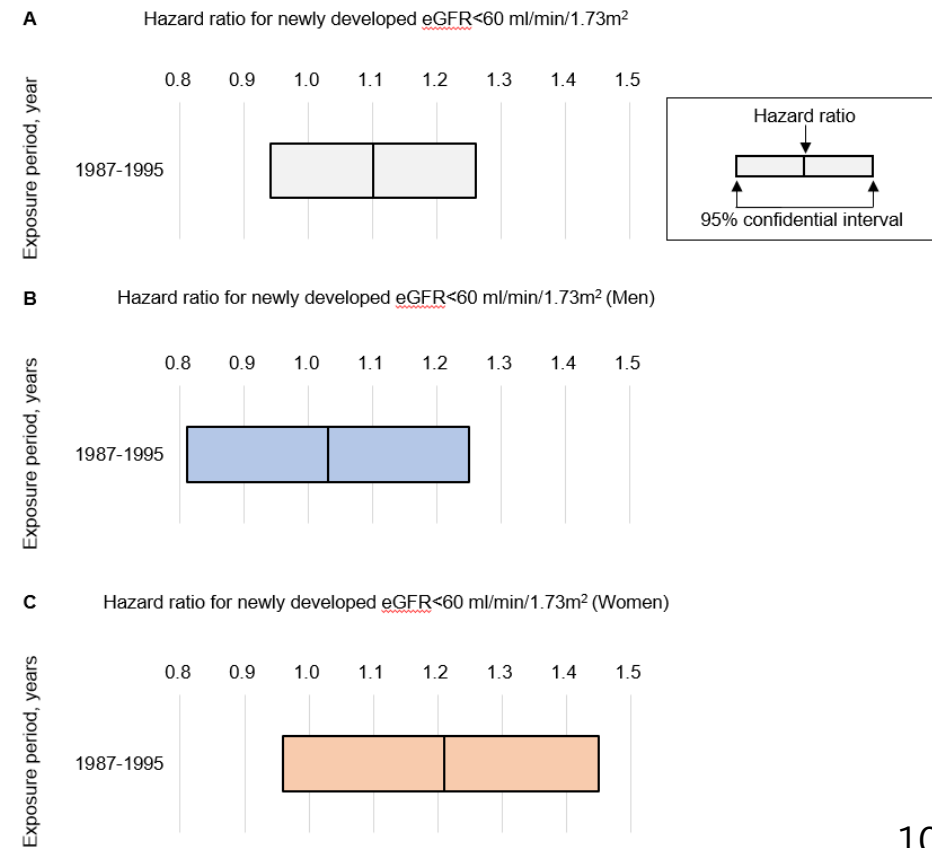 A
Hazard ratio for newly developed eGFR<60 ml/min/1.73m²
0.8 0.9 1.0 1.1 1.2 1.3 1.4 1.5
Exposure period, year
1987-1995
Hazard ratio
95% confidential interval
B
Hazard ratio for newly developed eGFR<60 ml/min/1.73m² (Men)
0.8 0.9 1.0 1.1 1.2 1.3 1.4 1.5
Exposure period, years
1987-1995
C
Hazard ratio for newly developed eGFR<60 ml/min/1.73m² (Women)
0.8 0.9 1.0 1.1 1.2 1.3 1.4 1.5
Exposure period, years
1987-1995
10